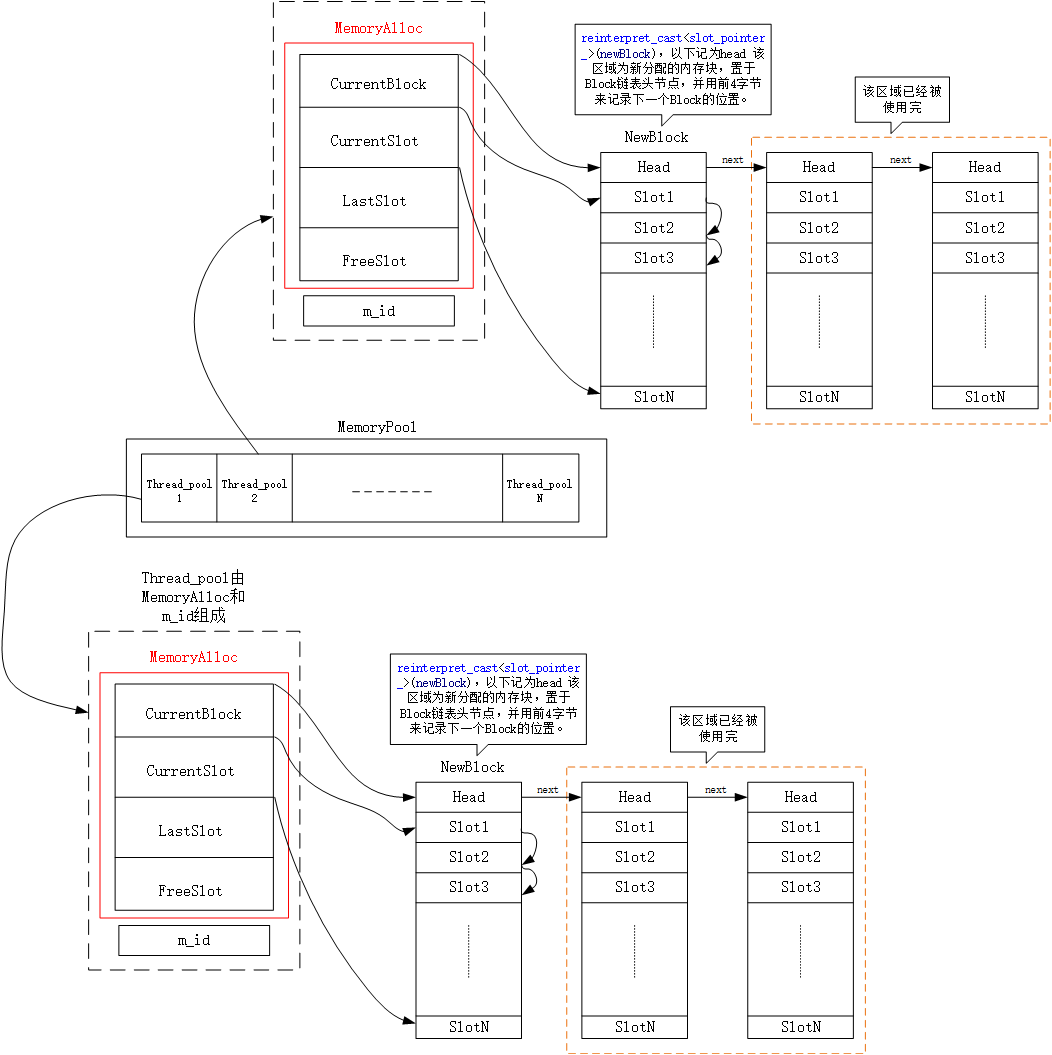 MemoryAlloc
CurrentBlock
CurrentSlot
LastSlot
FreeSlot
m_id
reinterpret_cast<slot_pointer
_>(newBlock)，以下记为head 该
区域为新分配的内存块，置于
Block链表头节点，并用前4字节
来记录下一个Block的位置。
该区域已经被
使用完
NewBlock
Head
next
Head
next
Head
Slot1
Slot1
Slot1
Slot2
Slot2
Slot2
Slot3
Slot3
Slot3
SlotN
SlotN
SlotN
MemoryPool
Thread_pool
1
Thread_pool
2
Thread_pool
N
Thread_pool由
MemoryAlloc和
m_id组成
MemoryAlloc
CurrentBlock
CurrentSlot
LastSlot
FreeSlot
m_id
reinterpret_cast<slot_pointer
_>(newBlock)，以下记为head 该
区域为新分配的内存块，置于
Block链表头节点，并用前4字节
来记录下一个Block的位置。
该区域已经被
使用完
NewBlock
Head
next
Head
next
Head
Slot1
Slot1
Slot1
Slot2
Slot2
Slot2
Slot3
Slot3
Slot3
SlotN
SlotN
SlotN